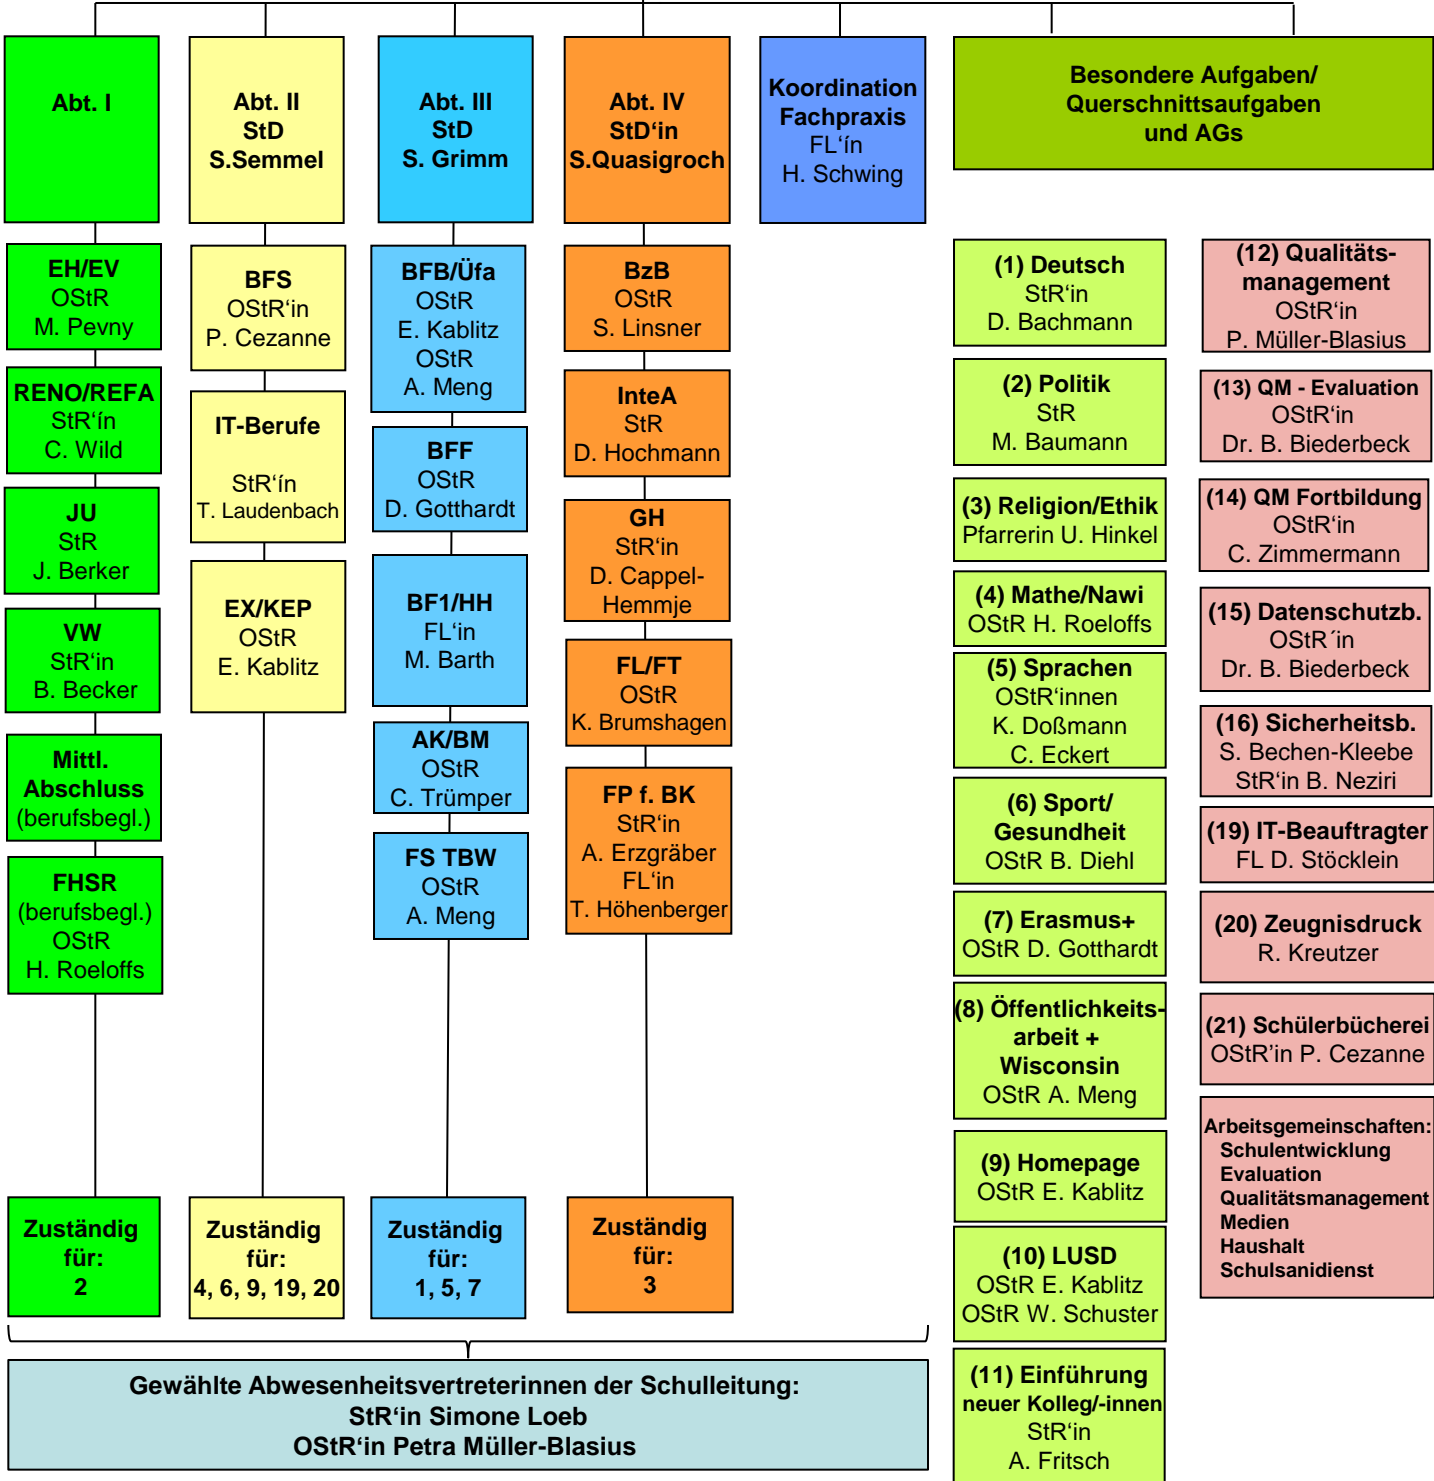 Abt. I
Abt. II
StD
S.Semmel
Abt. III
StD
S. Grimm
Abt. IV
StD‘in
S.Quasigroch
Koordination
Fachpraxis
FL‘ín
H. Schwing
Besondere Aufgaben/
Querschnittsaufgaben
und AGs
EH/EV
OStR
M. Pevny
RENO/REFA
StR‘ín
C. Wild
JU
StR
J. Berker
VW
StR‘in
B. Becker
Mittl.
Abschluss
(berufsbegl.)
FHSR
(berufsbegl.)
OStR
H. Roeloffs
Zuständig
für:
2
BFS
OStR‘in
P. Cezanne
IT-Berufe
StR‘ín
T. Laudenbach
EX/KEP
OStR
E. Kablitz
Zuständig
für:
4, 6, 9, 19, 20
BFB/Üfa
OStR
E. Kablitz
OStR
A. Meng
BFF
OStR
D. Gotthardt
BF1/HH
FL‘in
M. Barth
AK/BM
OStR
C. Trümper
FS TBW
OStR
A. Meng
Zuständig
für:
1, 5, 7
BzB
OStR
S. Linsner
InteA
StR
D. Hochmann
GH
StR‘in
D. Cappel-
Hemmje
FL/FT
OStR
K. Brumshagen
FP f. BK
StR‘in
A. Erzgräber
FL‘in
T. Höhenberger
Zuständig
für:
3
(1) Deutsch
StR‘in
D. Bachmann
(2) Politik
StR
M. Baumann
(3) Religion/Ethik
Pfarrerin U. Hinkel
(4) Mathe/Nawi
OStR H. Roeloffs
(5) Sprachen
OStR‘innen
K. Doßmann
C. Eckert
(6) Sport/
Gesundheit
OStR B. Diehl
(7) Erasmus+
OStR D. Gotthardt
(8) Öffentlichkeits-
arbeit +
Wisconsin
OStR A. Meng
(9) Homepage
OStR E. Kablitz
(10) LUSD
OStR E. Kablitz
OStR W. Schuster
(11) Einführung
neuer Kolleg/-innen
StR‘in
A. Fritsch
(12) Qualitäts-
management
OStR‘in
P. Müller-Blasius
(13) QM - Evaluation
OStR‘in
Dr. B. Biederbeck
(14) QM Fortbildung
OStR‘in
C. Zimmermann
(15) Datenschutzb.
OStR´in
Dr. B. Biederbeck
(16) Sicherheitsb.
S. Bechen-Kleebe
StR‘in B. Neziri
(19) IT-Beauftragter
FL D. Stöcklein
(20) Zeugnisdruck
R. Kreutzer
(21) Schülerbücherei
OStR’in P. Cezanne
Arbeitsgemeinschaften:
Schulentwicklung
Evaluation
Qualitätsmanagement
Medien
Haushalt
Schulsanidienst
Gewählte Abwesenheitsvertreterinnen der Schulleitung:
StR‘in Simone Loeb
OStR‘in Petra Müller-Blasius